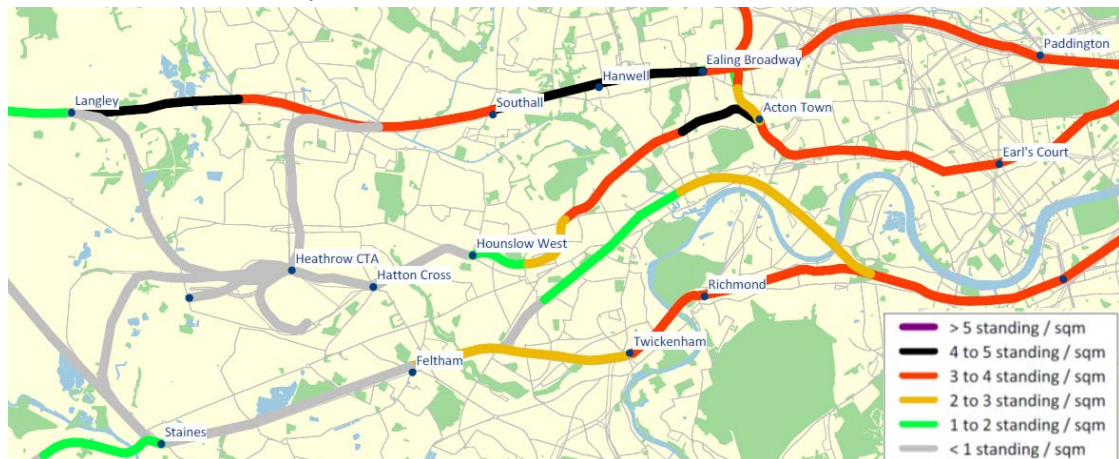 Paddington
Ealing Broadway
Hanwell
Langley
Southall
Acton Town
Earl's Court
Hounslow West
Heathrow CTA
Hatton Cross
Richmond
Twickenham
Feltham
Staines
> 5 standing / sqm
4 to 5 standing / sqm
3 to 4 standing / sqm
2 to 3 standing / sqm
1 to 2 standing / sqm
< 1 standing / sqm